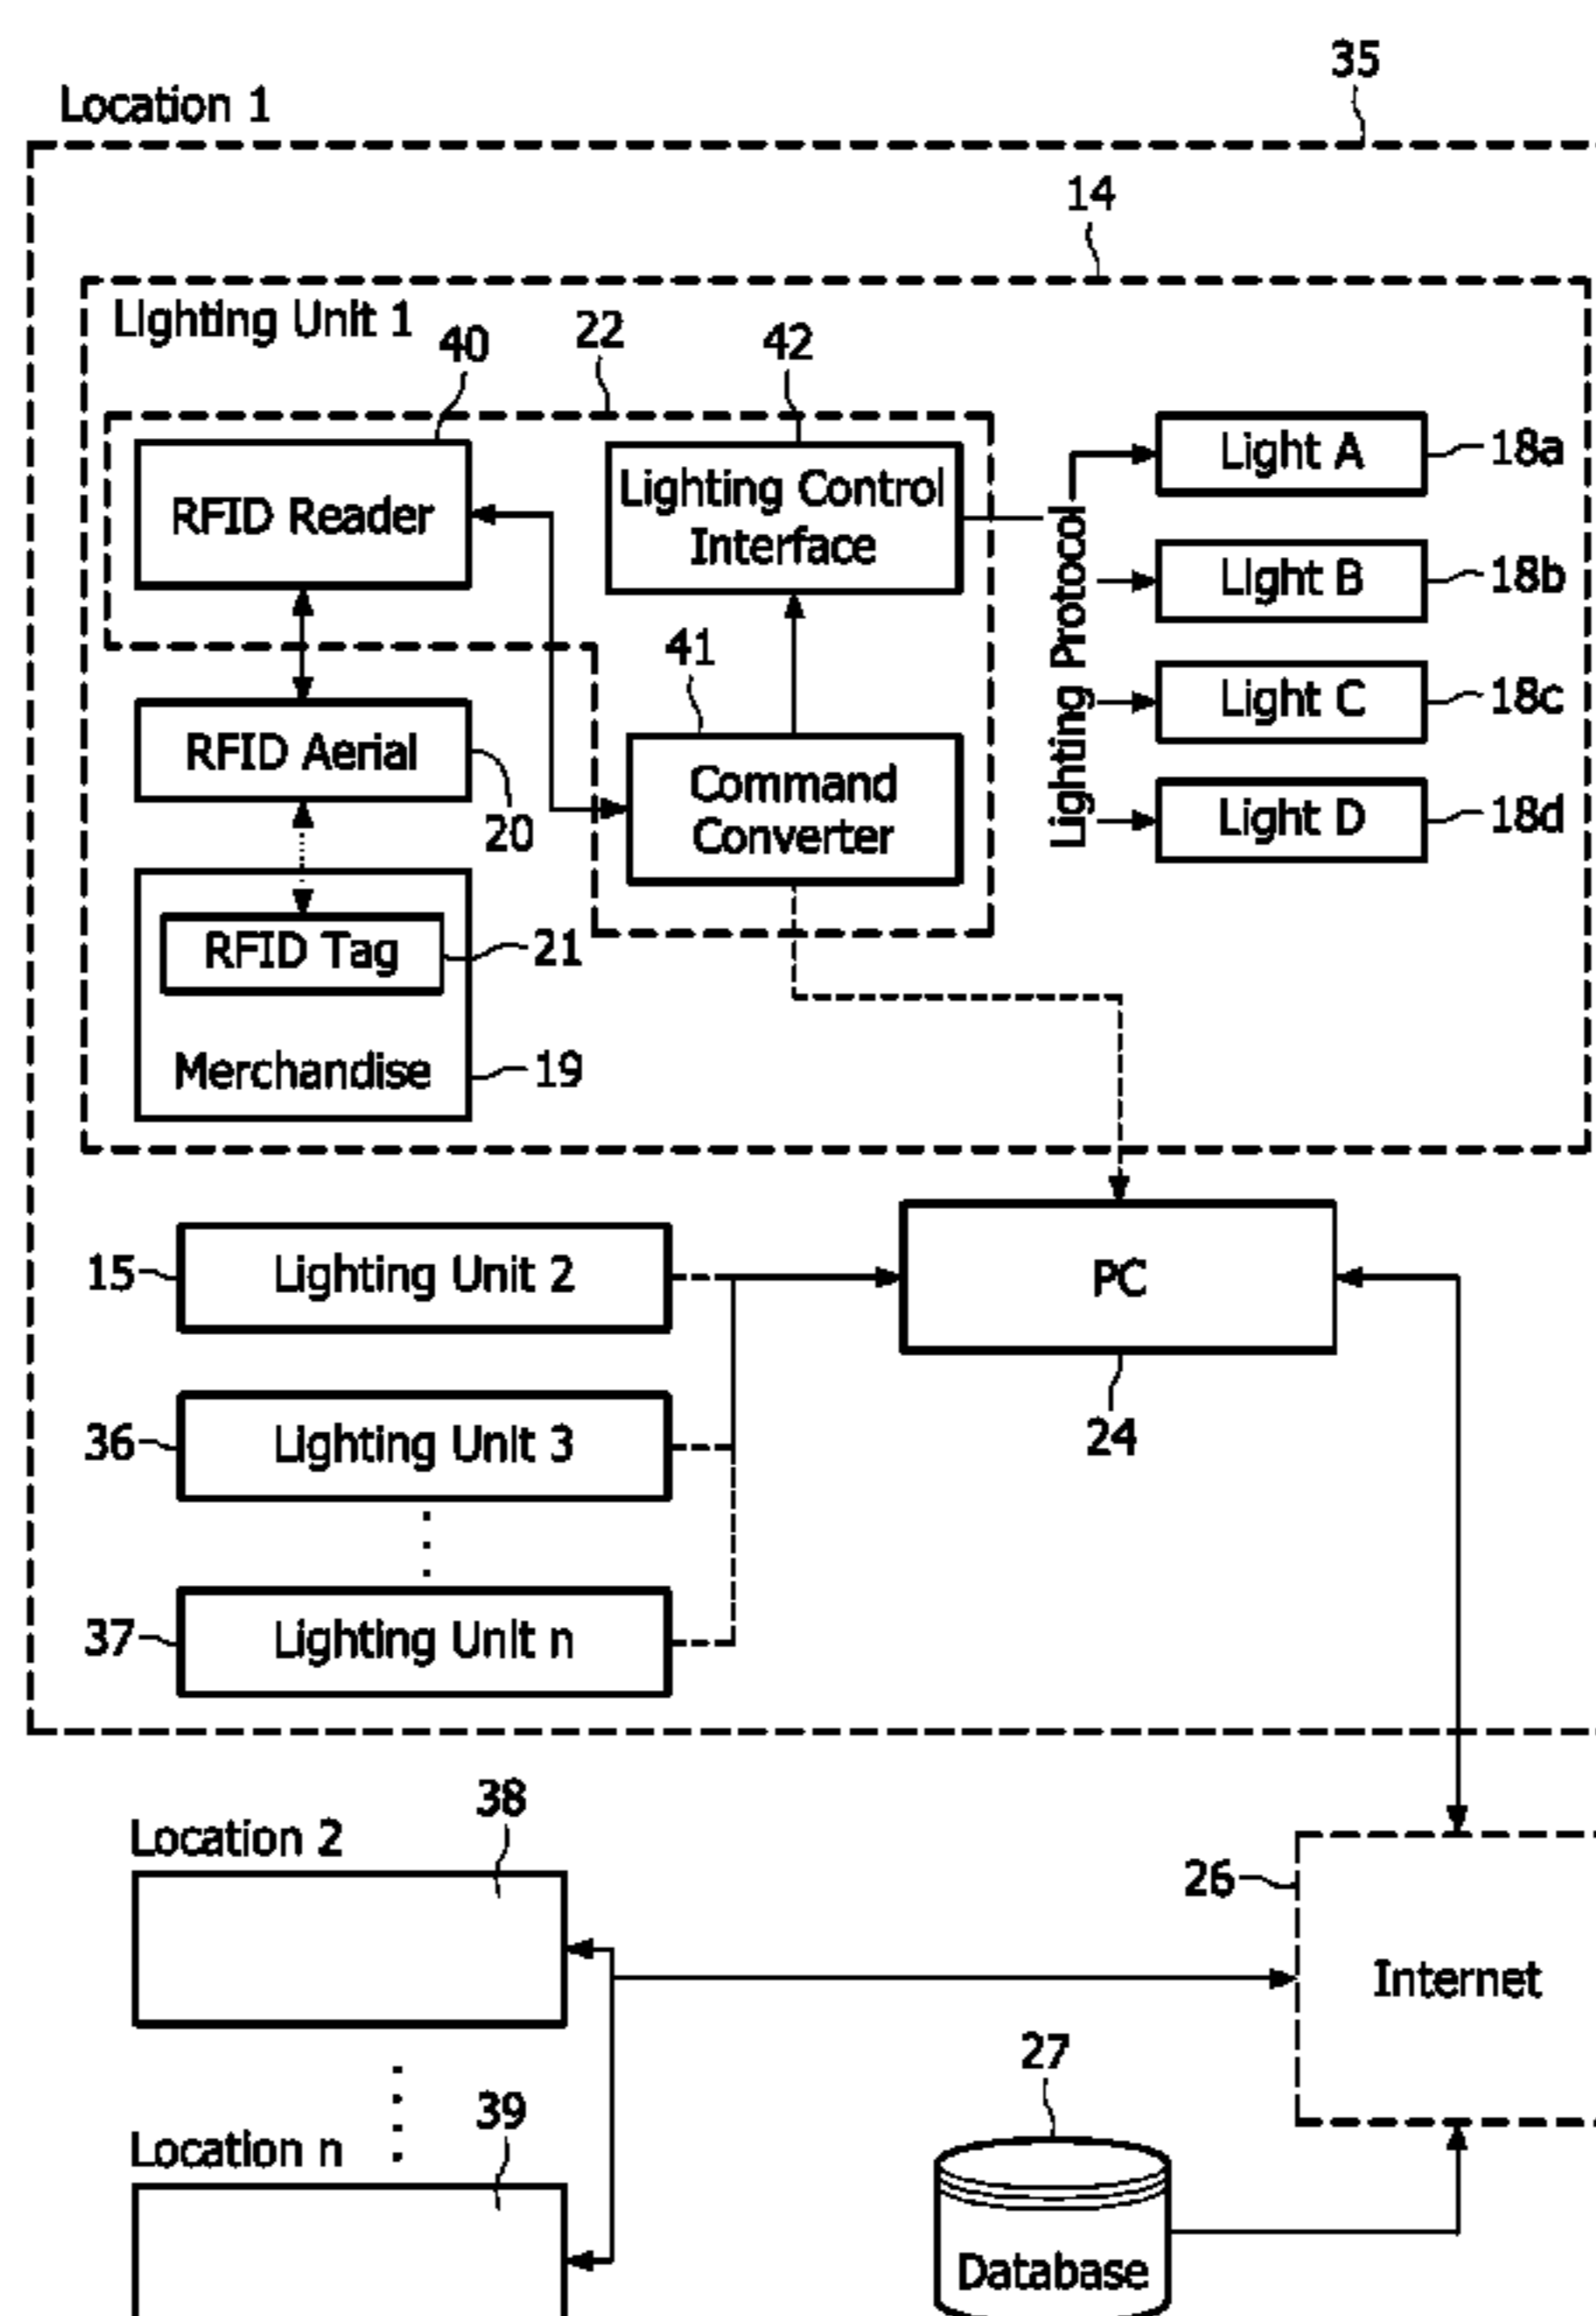 35
Location 1
14
Lighting Unit 1
40
22
42
RFID Reader
Lighting Control
Interface
Light A
18a
Light B
18b
Lighting Protocol
41
Light C
18c
RFID Aerial
20
Command
Converter
Light D
18d
RFID Tag
21
Merchandise
19
15
Lighting Unit 2
PC
24
36
Lighting Unit 3
37
Lighting Unit n
38
Location 2
26
Internet
27
39
Location n
Database